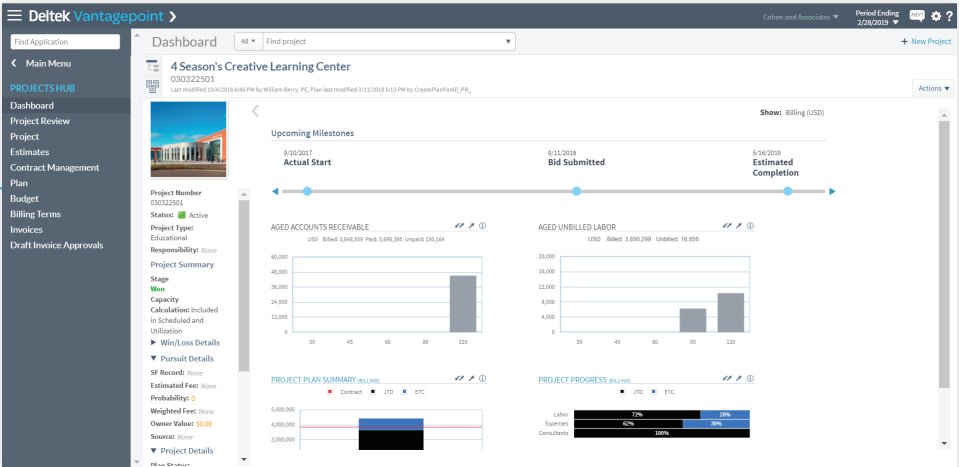 Deltek Vantagepoint
Cohen and Associates
Period Ending
2/28/2019
HEY!
?
Find Application
Main Menu
PROJECTS HUB
Dashboard
Project Review
Project
Estimates
Contract Management
Plan
Budget
Billing Terms
Invoices
Draft Invoice Approvals
Dashboard
All
Find project
+ New Project
4 Season's Creative Learning Center
030322501
Last modified 10/4/2018 6:46 PM by William Berry, PE, Plan last modified 3/11/2018 5:10 PM by CreatePlanForAll_PR_
Actions
Project Number
030322501
Status: Active
Project Type:
Educational
Responsibility: None
Project Summary
Stage
Won
Capacity
Calculation: Included
in Scheduled and
Utilization
Win/Loss Details
Pursuit Details
SF Record: None
Estimated Fee: None
Probability: 0
Weighted Fee: None
Owner Value: $0.00
Source: None
Project Details
Plan Status:
Show: Billing (USD)
Upcoming Milestones
9/10/2017
Actual Start
9/11/2018
Bid Submitted
5/16/2019
Estimated
Completion
AGED ACCOUNTS RECEIVABLE
USD Billed: 3,848,559 Paid: 3,698,395 Unpaid: 150,164
60,000
48,000
36,000
24,000
12,000
0
30 45 60 90 120
AGED UNBILLED LABOR
USD Billed: 3,800,299 Unbilled: 16,650
20,000
16,000
12,000
8,000
4,000
0
30 45 60 90 120
PROJECT PLAN SUMMARY (BILLING)
Contract JTD ETC
5,000,000
4,000,000
3,000,000
PROJECT PROGRESS (BILLING)
JTD ETC
Labor 72% 28%
Expenses 62% 38%
Consultants 100%